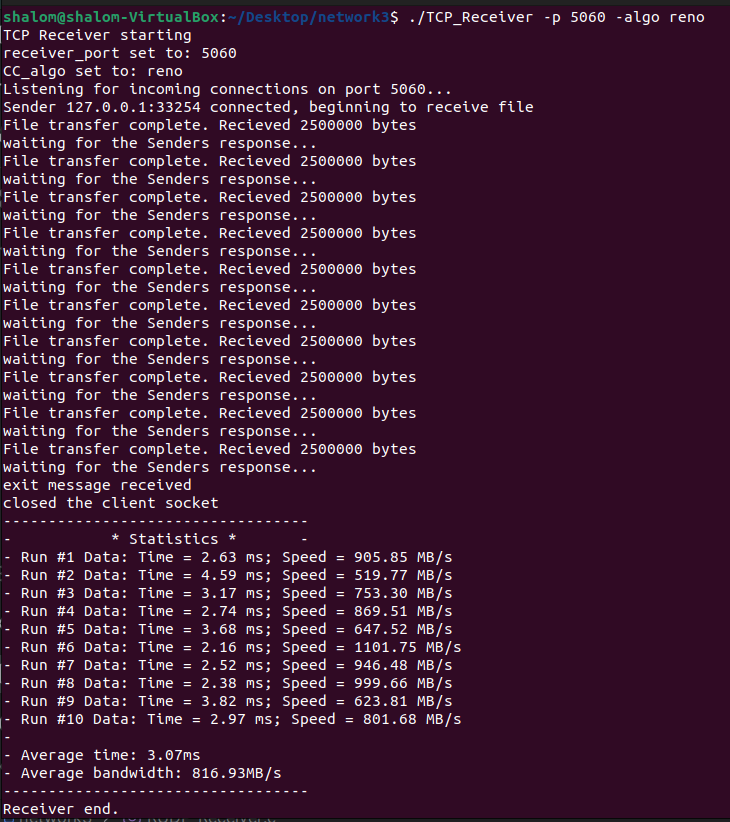 shalom@shalom-VirtualBox:~/Desktop/network3$ ./TCP_Receiver -p 5060 -algo reno
TCP Receiver starting
receiver_port set to: 5060
CC_algo set to: reno
Listening for incoming connections on port 5060...
Sender 127.0.0.1:33254 connected, beginning to receive file
File transfer complete. Recieved 2500000 bytes
waiting for the Senders response...
File transfer complete. Recieved 2500000 bytes
waiting for the Senders response...
File transfer complete. Recieved 2500000 bytes
waiting for the Senders response...
File transfer complete. Recieved 2500000 bytes
waiting for the Senders response...
File transfer complete. Recieved 2500000 bytes
waiting for the Senders response...
File transfer complete. Recieved 2500000 bytes
waiting for the Senders response...
File transfer complete. Recieved 2500000 bytes
waiting for the Senders response...
File transfer complete. Recieved 2500000 bytes
waiting for the Senders response...
File transfer complete. Recieved 2500000 bytes
waiting for the Senders response...
File transfer complete. Recieved 2500000 bytes
waiting for the Senders response...
exit message received
closed the client socket
----------------------------------
-           * Statistics *       -
- Run #1 Data: Time = 2.63 ms; Speed = 905.85 MB/s
- Run #2 Data: Time = 4.59 ms; Speed = 519.77 MB/s
- Run #3 Data: Time = 3.17 ms; Speed = 753.30 MB/s
- Run #4 Data: Time = 2.74 ms; Speed = 869.51 MB/s
- Run #5 Data: Time = 3.68 ms; Speed = 647.52 MB/s
- Run #6 Data: Time = 2.16 ms; Speed = 1101.75 MB/s
- Run #7 Data: Time = 2.52 ms; Speed = 946.48 MB/s
- Run #8 Data: Time = 2.38 ms; Speed = 999.66 MB/s
- Run #9 Data: Time = 3.82 ms; Speed = 623.81 MB/s
- Run #10 Data: Time = 2.97 ms; Speed = 801.68 MB/s
-
- Average time: 3.07ms
- Average bandwidth: 816.93MB/s
----------------------------------
Receiver end.